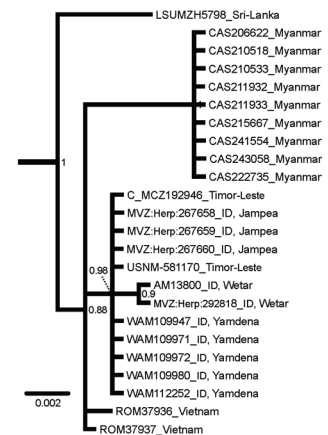 LSUMZH5798_Sri-Lanka
CAS206622_Myanmar
CAS210518_Myanmar
CAS210533_Myanmar
CAS211932_Myanmar
1
CAS211933_Myanmar
CAS215667_Myanmar
CAS241554_Myanmar
1
CAS243058_Myanmar
CAS222735_Myanmar
C_MCZ192946_Timor-Leste
MVZ:Herp:267658_ID, Jampea
MVZ:Herp:267659_ID, Jampea
MVZ:Herp:267660_ID, Jampea
0.98
USNM-581170_Timor-Leste
AM13800_ID, Wetar
0.9
MVZ:Herp:292818_ID, Wetar
0.88
WAM109947_ID, Yamdena
WAM109971_ID, Yamdena
WAM109972_ID, Yamdena
WAM109980_ID, Yamdena
WAM112252_ID, Yamdena
0.002
ROM37936_Vietnam
ROM37937_Vietnam